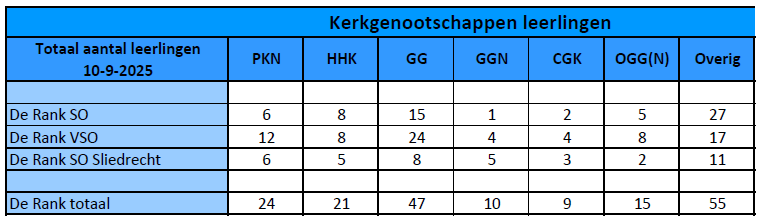 Kerkgenootschappen leerlingen
Totaal aantal leerlingen
10-9-2025 PKN HHK GG GGN CGK OGG(N) Overig
De Rank SO 6 8 15 1 2 5 27
De Rank VSO 12 8 24 4 4 8 17
De Rank SO Sliedrecht 6 5 8 5 3 2 11
De Rank totaal 24 21 47 10 9 15 55